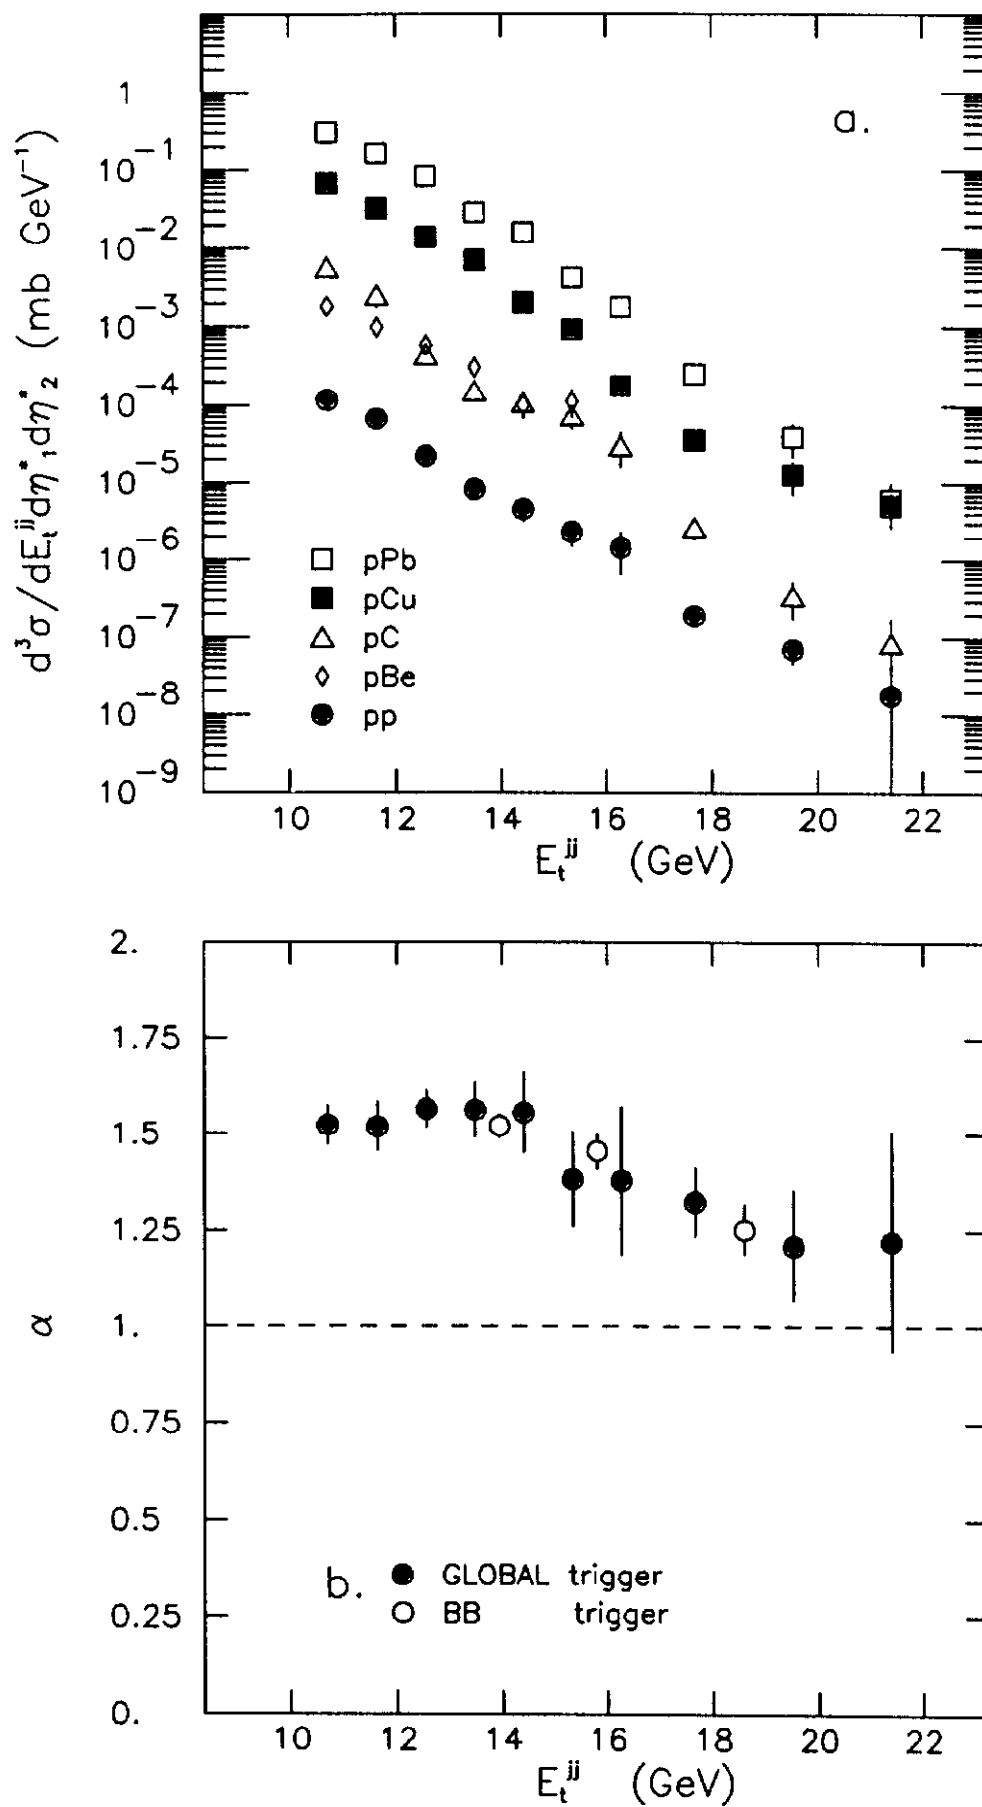 a.
d³σ/dE_t^jj dη*_1 dη*_2 (mb GeV⁻¹)
1
10⁻¹
10⁻²
10⁻³
10⁻⁴
10⁻⁵
10⁻⁶
10⁻⁷
10⁻⁸
10⁻⁹
pPb
pCu
pC
pBe
pp
10 12 14 16 18 20 22
E_t^jj (GeV)
2.
1.75
1.5
1.25
α
1.
0.75
0.5
0.25
0.
b.
GLOBAL trigger
BB trigger
10 12 14 16 18 20 22
E_t^jj (GeV)